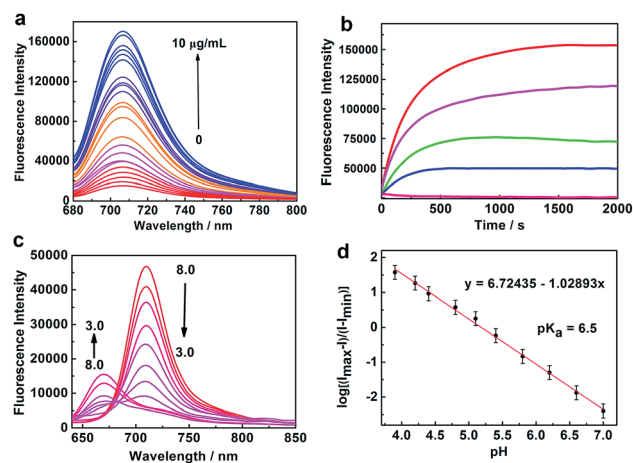 a
Fluorescence Intensity
160000
120000
80000
40000
0
10 μg/mL
0
680 700 720 740 760 780 800
Wavelength / nm
b
Fluorescence Intensity
150000
125000
100000
75000
50000
0 500 1000 1500 2000
Time / s
c
Fluorescence Intensity
50000
40000
30000
20000
10000
0
8.0
3.0
3.0
8.0
650 700 750 800 850
Wavelength / nm
d
log[(Imax-I)/(I-Imin)]
2
1
0
-1
-2
y = 6.72435 - 1.02893x
pKa = 6.5
4.0 4.5 5.0 5.5 6.0 6.5 7.0
pH